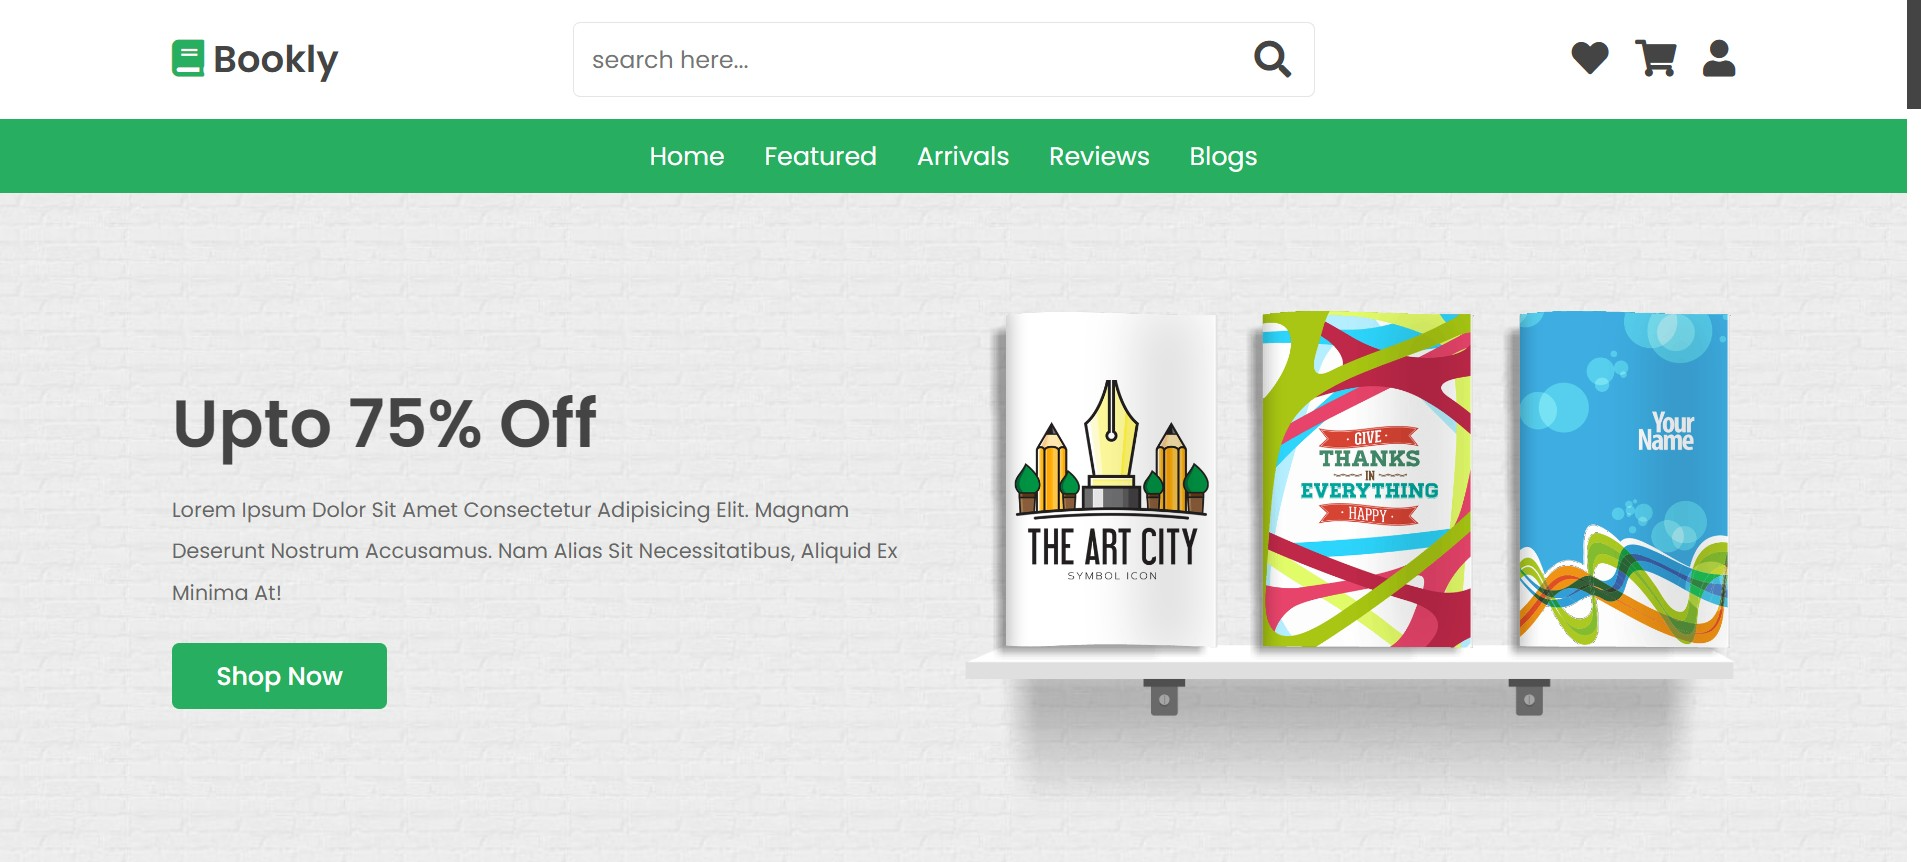 Bookly
search here...
Home Featured Arrivals Reviews Blogs
Upto 75% Off
Lorem Ipsum Dolor Sit Amet Consectetur Adipisicing Elit. Magnam
Deserunt Nostrum Accusamus. Nam Alias Sit Necessitatibus, Aliquid Ex
Minima At!
Shop Now
THE ART CITY
SYMBOL ICON
· GIVE ·
THANKS
IN
EVERYTHING
· HAPPY ·
Your
Name